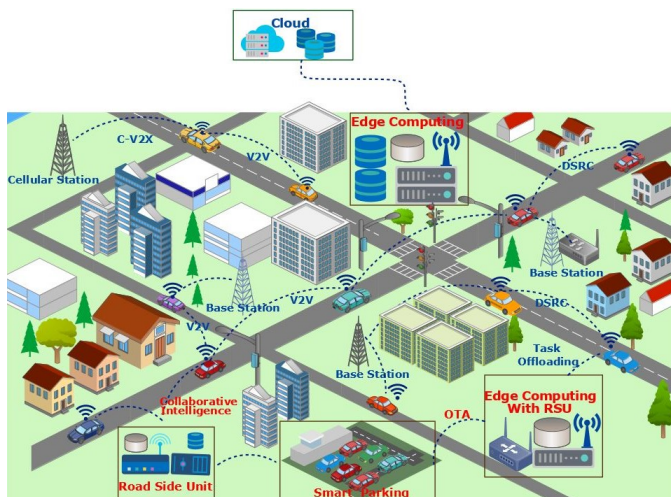 Cloud
Edge Computing
C-V2X
V2V
DSRC
Cellular Station
Base Station
Base Station
V2V
DSRC
V2V
Task
Offloading
Base Station
Collaborative
Intelligence
OTA
Edge Computing
With RSU
Road Side Unit
Smart Parking